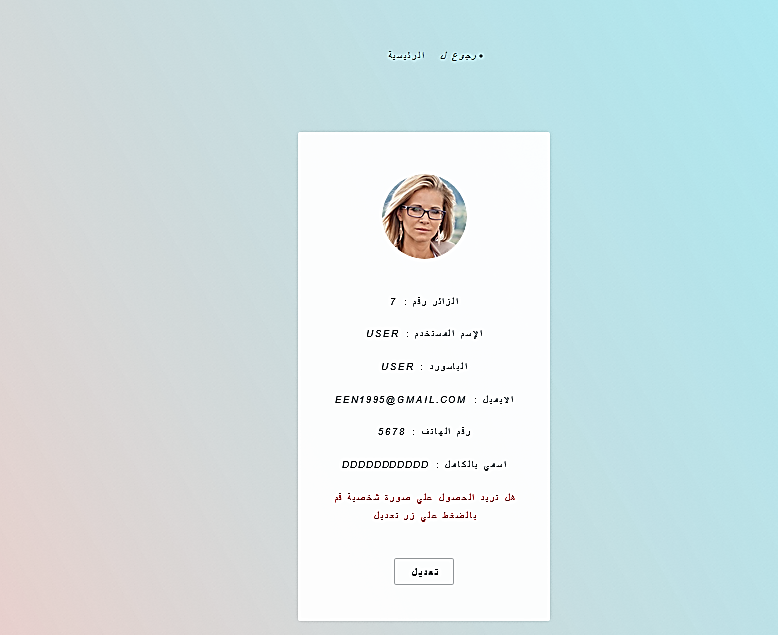 •رجوع ل الرئيسية
الزائر رقم : 7
الإسم المستخدم : USER
الباسورد : USER
الايميل : EEN1995@GMAIL.COM
رقم الهاتف : 5678
اسمي بالكامل : DDDDDDDDDDD
هل تريد الحصول علي صورة شخصية قم
بالضغط علي زر تعديل
تعديل